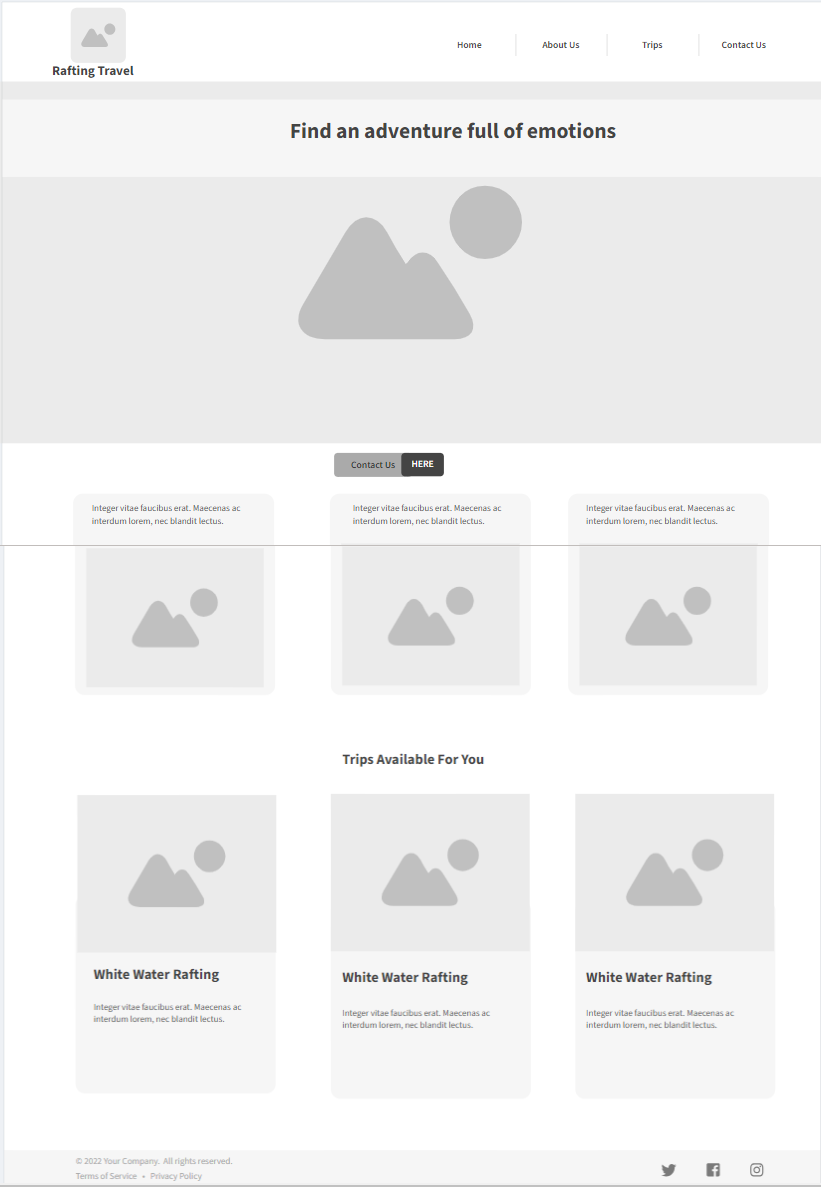 Rafting Travel
Home
About Us
Trips
Contact Us
Find an adventure full of emotions
Contact Us
HERE
Integer vitae faucibus erat. Maecenas ac
interdum lorem, nec blandit lectus.
Integer vitae faucibus erat. Maecenas ac
interdum lorem, nec blandit lectus.
Integer vitae faucibus erat. Maecenas ac
interdum lorem, nec blandit lectus.
Trips Available For You
White Water Rafting
Integer vitae faucibus erat. Maecenas ac
interdum lorem, nec blandit lectus.
White Water Rafting
Integer vitae faucibus erat. Maecenas ac
interdum lorem, nec blandit lectus.
White Water Rafting
Integer vitae faucibus erat. Maecenas ac
interdum lorem, nec blandit lectus.
© 2022 Your Company. All rights reserved.
Terms of Service • Privacy Policy